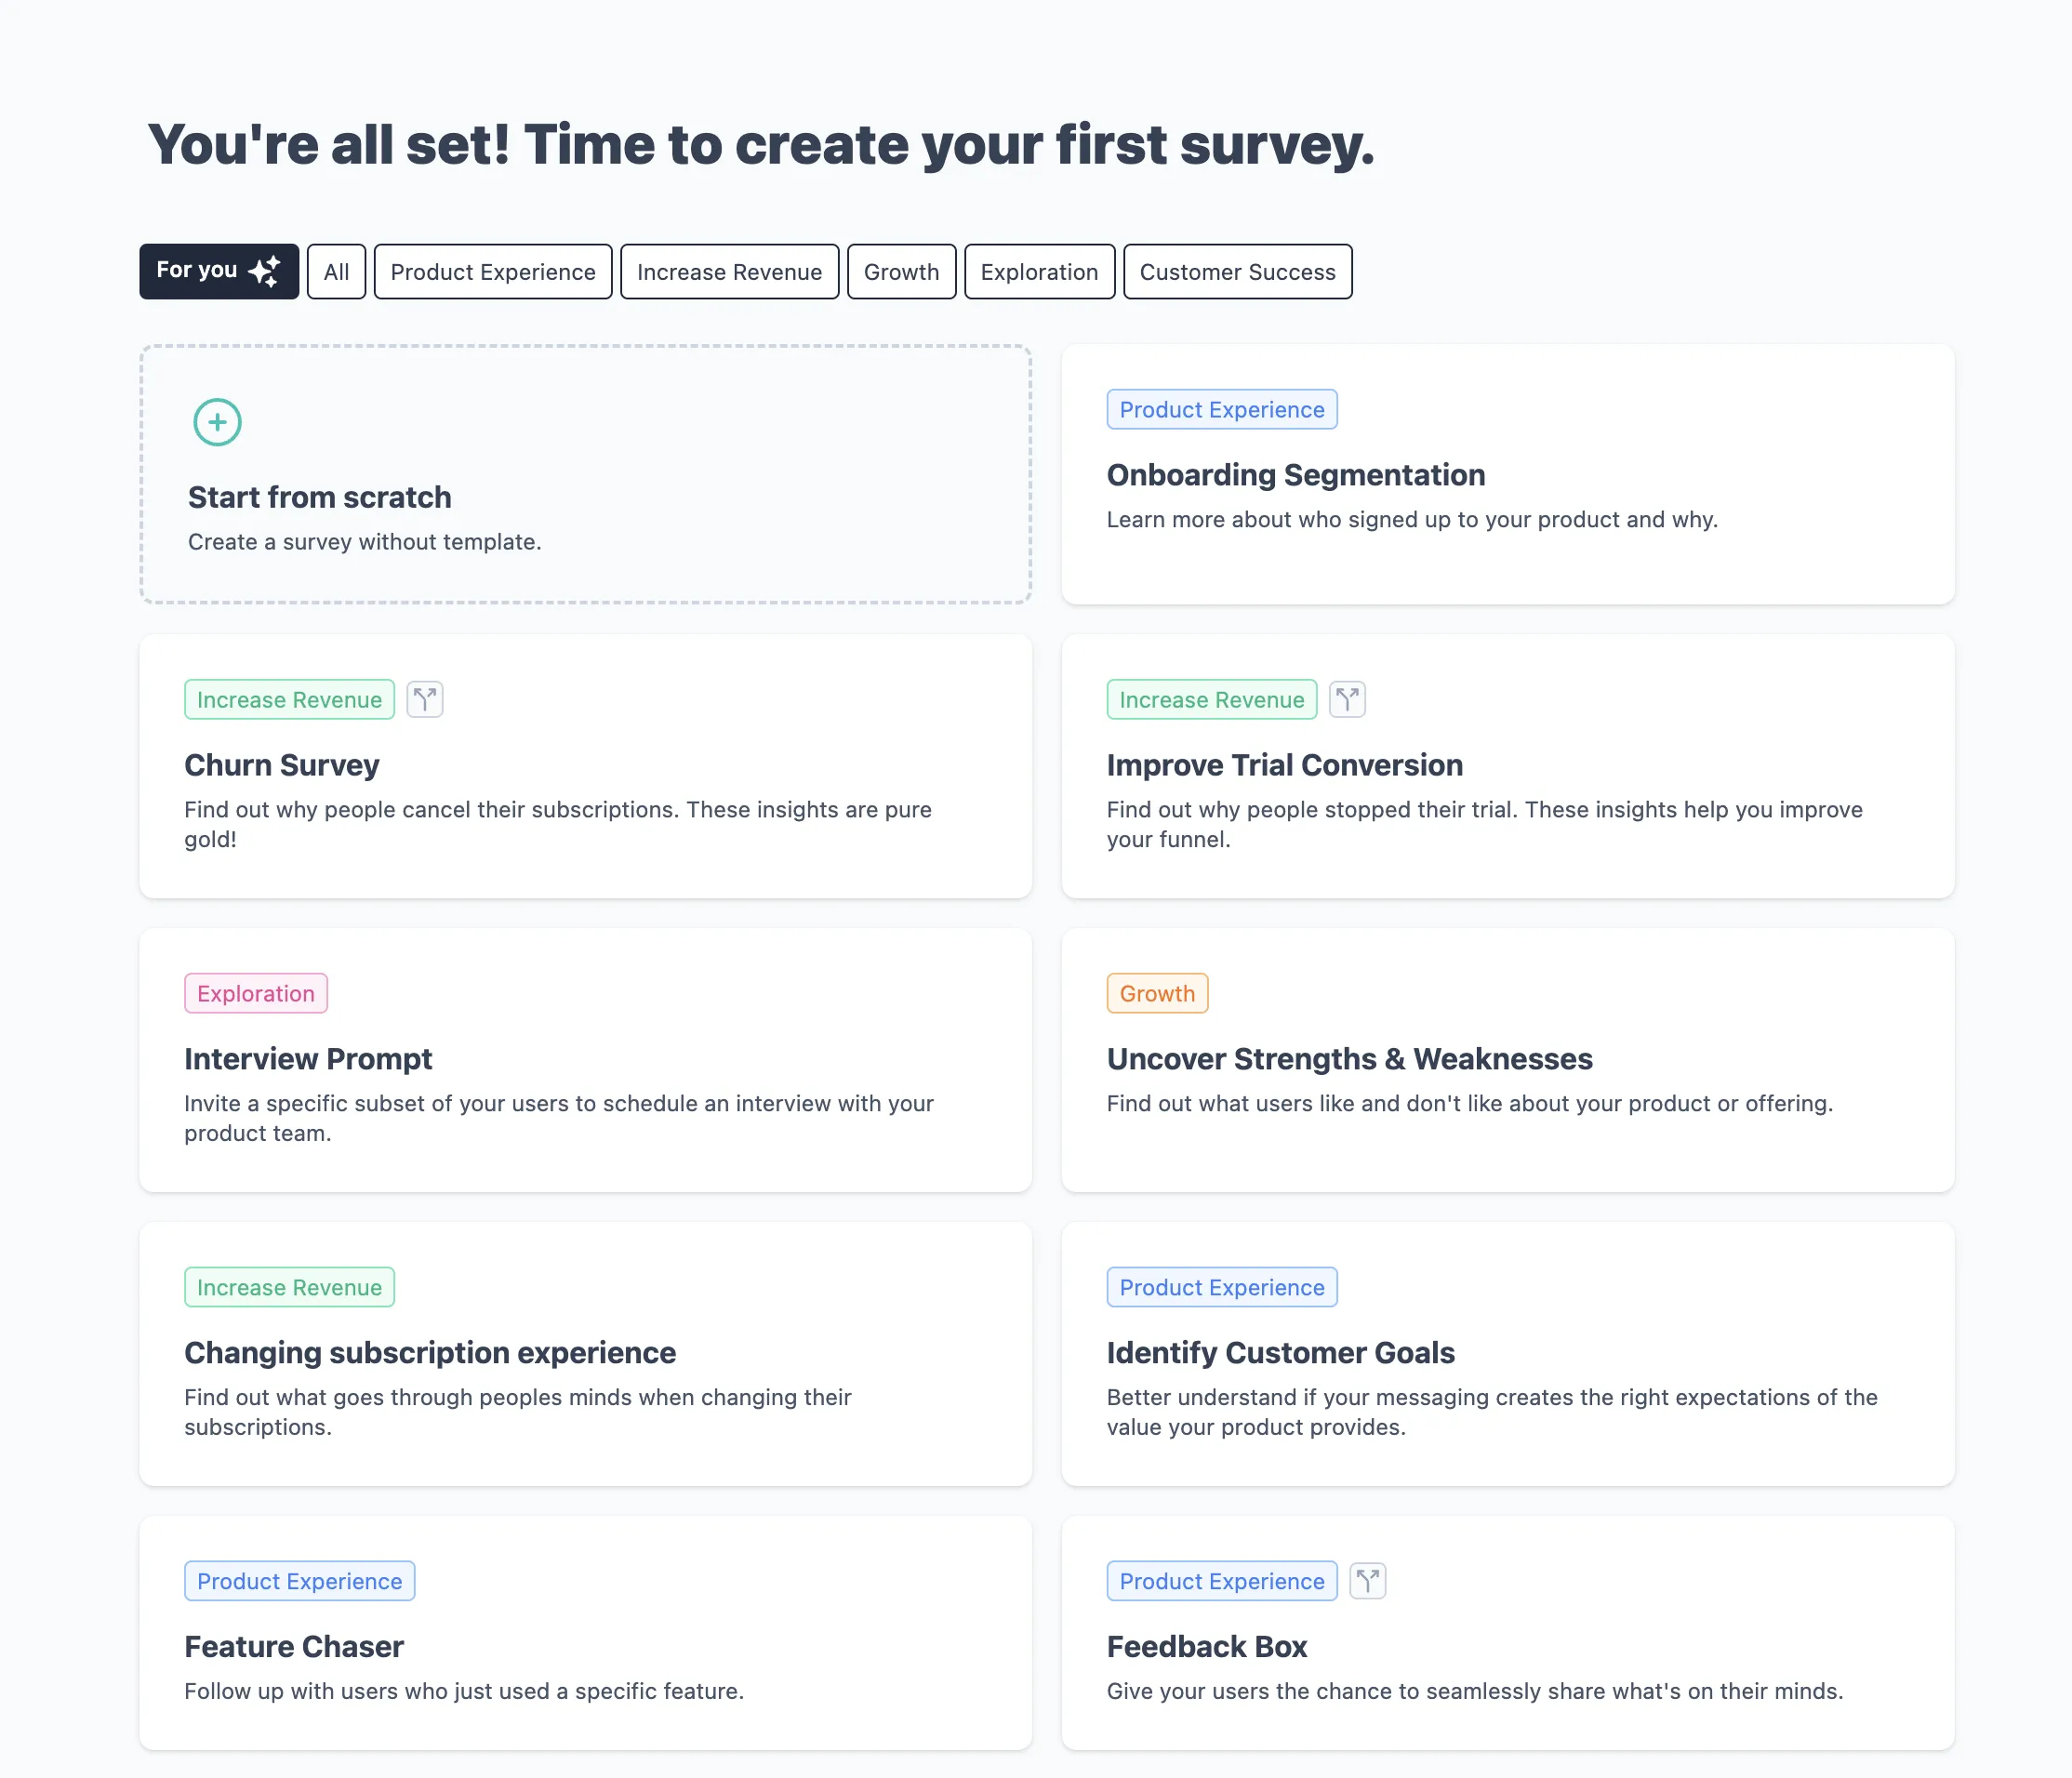 You're all set! Time to create your first survey.
For you
All
Product Experience
Increase Revenue
Growth
Exploration
Customer Success
Start from scratch
Create a survey without template.
Product Experience
Onboarding Segmentation
Learn more about who signed up to your product and why.
Increase Revenue
Churn Survey
Find out why people cancel their subscriptions. These insights are pure
gold!
Increase Revenue
Improve Trial Conversion
Find out why people stopped their trial. These insights help you improve
your funnel.
Exploration
Interview Prompt
Invite a specific subset of your users to schedule an interview with your
product team.
Growth
Uncover Strengths & Weaknesses
Find out what users like and don't like about your product or offering.
Increase Revenue
Changing subscription experience
Find out what goes through peoples minds when changing their
subscriptions.
Product Experience
Identify Customer Goals
Better understand if your messaging creates the right expectations of the
value your product provides.
Product Experience
Feature Chaser
Follow up with users who just used a specific feature.
Product Experience
Feedback Box
Give your users the chance to seamlessly share what's on their minds.